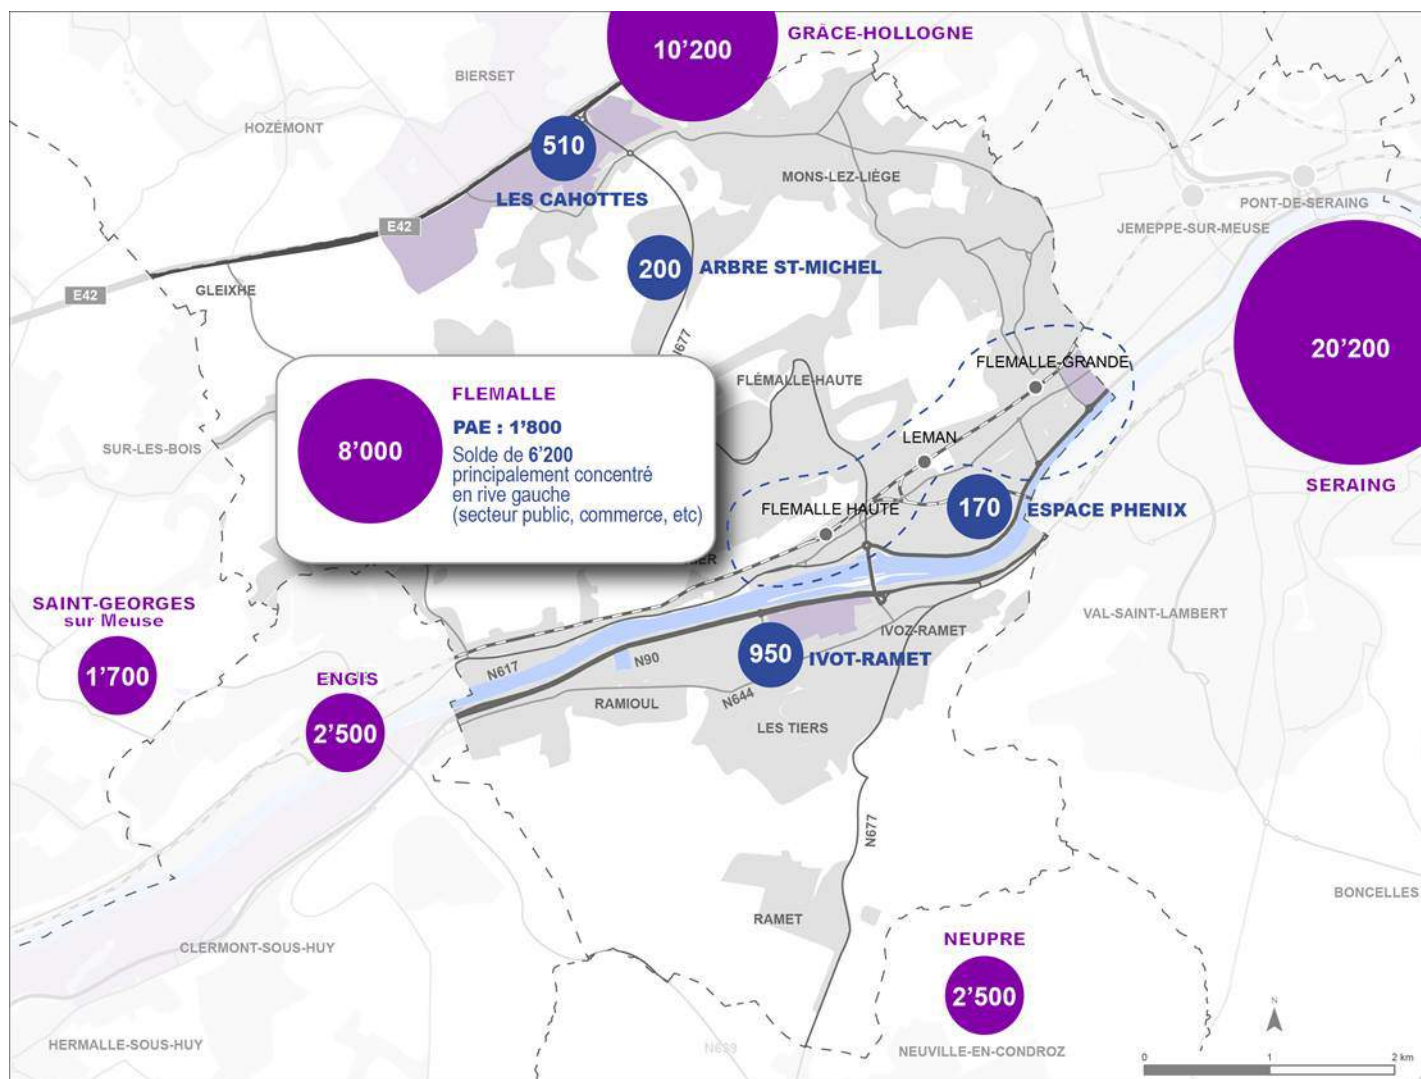 10'200
GRÂCE-HOLLOGNE
BIERSET
HOZÉMONT
510
LES CAHOTTES
MONS-LEZ-LIÈGE
PONT-DE-SERAING
JEMEPPE-SUR-MEUSE
E42
E42
GLEIXHE
200
ARBRE ST-MICHEL
N677
20'200
SERAING
FLEMALLE-GRANDE
FLÉMALLE-HAUTE
8'000
FLEMALLE
PAE : 1'800
Solde de 6'200
principalement concentré
en rive gauche
(secteur public, commerce, etc)
SUR-LES-BOIS
LEMAN
FLEMALLE HAUTE
170
ESPACE PHENIX
SAINT-GEORGES
sur Meuse
1'700
VAL-SAINT-LAMBERT
IVOZ-RAMET
950
IVOT-RAMET
ENGIS
2'500
N617
N90
N644
RAMIOUL
LES TIERS
N677
BONCELLES
RAMET
CLERMONT-SOUS-HUY
NEUPRE
2'500
HERMALLE-SOUS-HUY
NEUVILLE-EN-CONDROZ
N
0 1 2 km